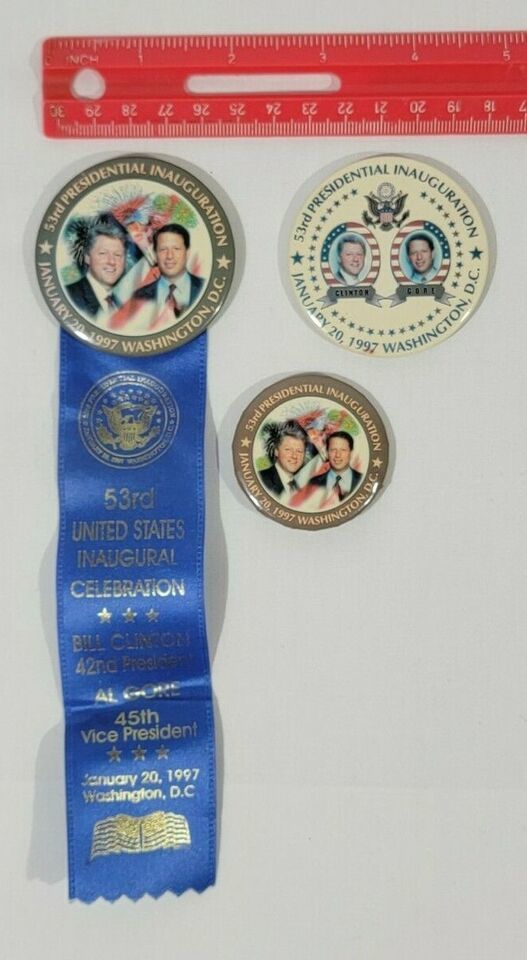 INCH 1 2 3 4 5
30 29 28 27 26 25 24 23 22 21 20 19 18 17
53rd PRESIDENTIAL INAUGURATION
JANUARY 20, 1997 WASHINGTON, D.C.
53rd PRESIDENTIAL INAUGURATION
CLINTON GORE
JANUARY 20, 1997 WASHINGTON, D.C.
53rd PRESIDENTIAL INAUGURATION
JANUARY 20, 1997 WASHINGTON, D.C.
53rd
UNITED STATES
INAUGURAL
CELEBRATION
BILL CLINTON
42nd President
AL GORE
45th
Vice President
January 20, 1997
Washington, D.C